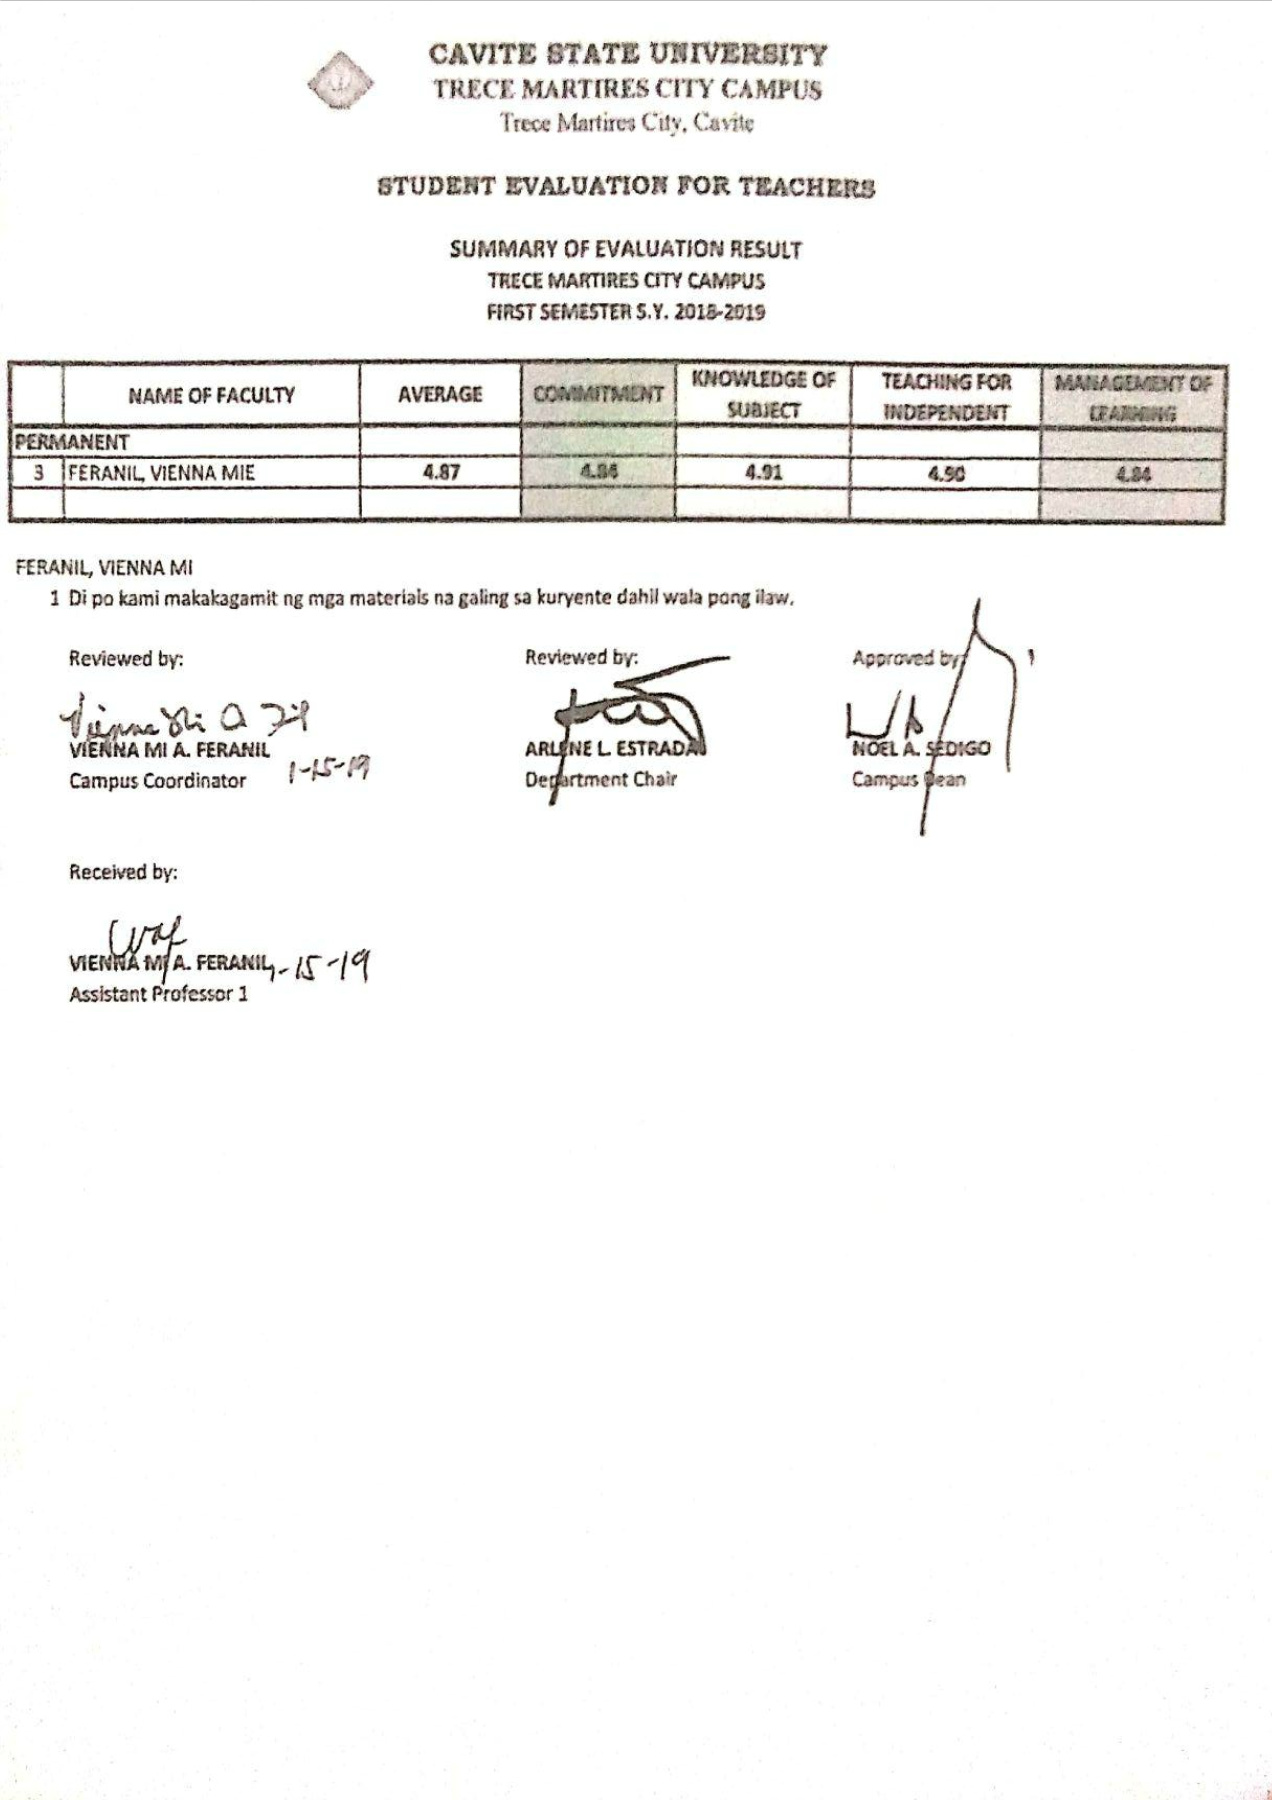 CAVITE STATE UNIVERSITY
TRECE MARTIRES CITY CAMPUS
Trece Martires City, Cavite
STUDENT EVALUATION FOR TEACHERS
SUMMARY OF EVALUATION RESULT
TRECE MARTIRES CITY CAMPUS
FIRST SEMESTER S.Y. 2018-2019
NAME OF FACULTY AVERAGE COMMITMENT KNOWLEDGE OF SUBJECT TEACHING FOR INDEPENDENT MANAGEMENT OF LEARNING
PERMANENT
3 FERANIL, VIENNA MIE 4.87 4.91 4.90 4.84
FERANIL, VIENNA MI
1 Di po kami makakagamit ng mga materials na galing sa kuryente dahil wala pong ilaw.
Reviewed by: Reviewed by: Approved by:
VIENNA MI A. FERANIL ARLENE L. ESTRADA NOEL A. SEDIGO
Campus Coordinator 1-15-19 Department Chair Campus Dean
Received by:
VIENNA MI A. FERANIL 1-15-19
Assistant Professor 1